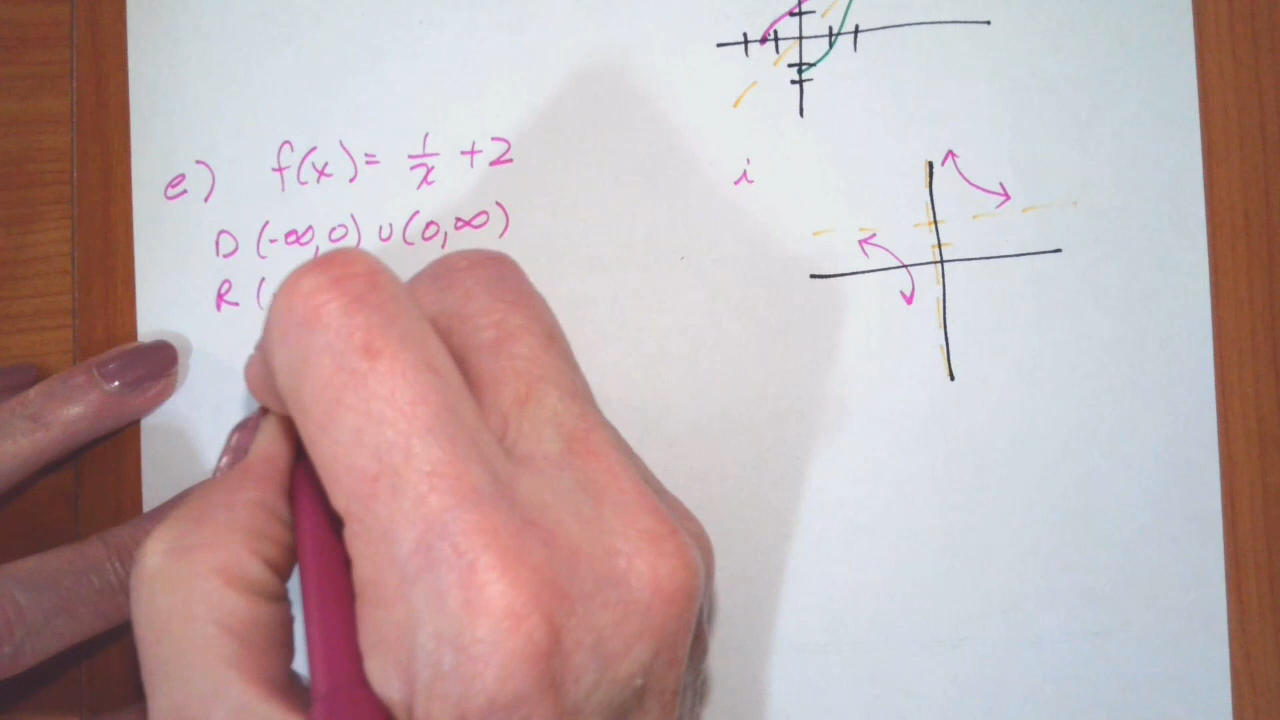 e) f(x) = 1/x + 2
D (-∞,0) ∪ (0,∞)
R (
i